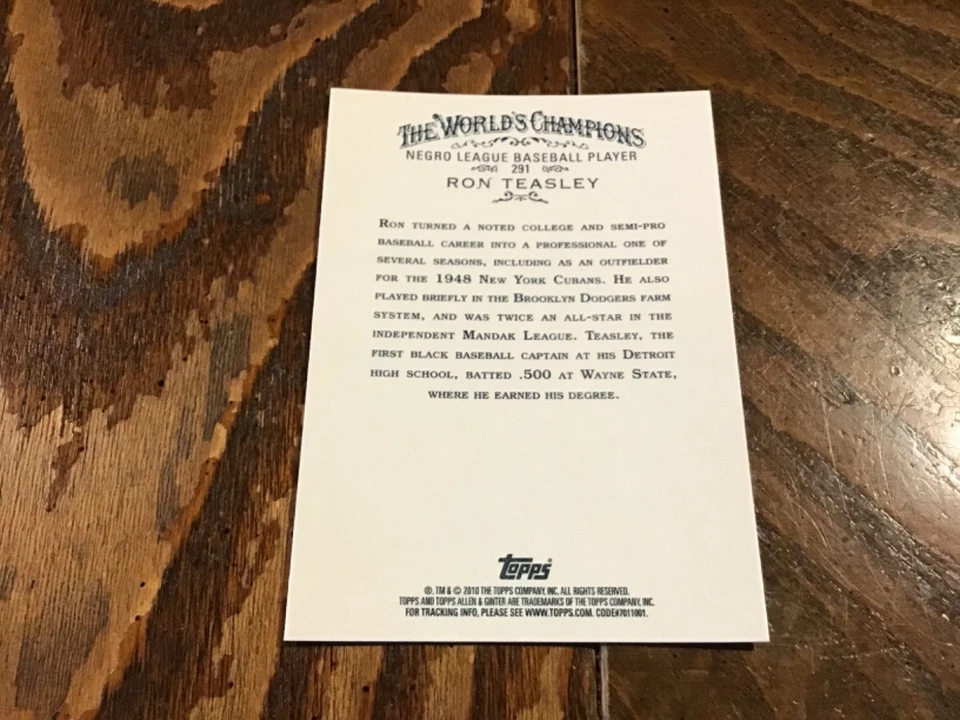 THE WORLD'S CHAMPIONS
NEGRO LEAGUE BASEBALL PLAYER
291
RON TEASLEY
RON TURNED A NOTED COLLEGE AND SEMI-PRO
BASEBALL CAREER INTO A PROFESSIONAL ONE OF
SEVERAL SEASONS, INCLUDING AS AN OUTFIELDER
FOR THE 1948 NEW YORK CUBANS. HE ALSO
PLAYED BRIEFLY IN THE BROOKLYN DODGERS FARM
SYSTEM, AND WAS TWICE AN ALL-STAR IN THE
INDEPENDENT MANDAK LEAGUE. TEASLEY, THE
FIRST BLACK BASEBALL CAPTAIN AT HIS DETROIT
HIGH SCHOOL, BATTED .500 AT WAYNE STATE,
WHERE HE EARNED HIS DEGREE.
Topps®
®, TM & © 2010 THE TOPPS COMPANY, INC. ALL RIGHTS RESERVED.
TOPPS AND TOPPS ALLEN & GINTER ARE TRADEMARKS OF THE TOPPS COMPANY, INC.
FOR TRACKING INFO, PLEASE SEE WWW.TOPPS.COM. CODE#7011001.